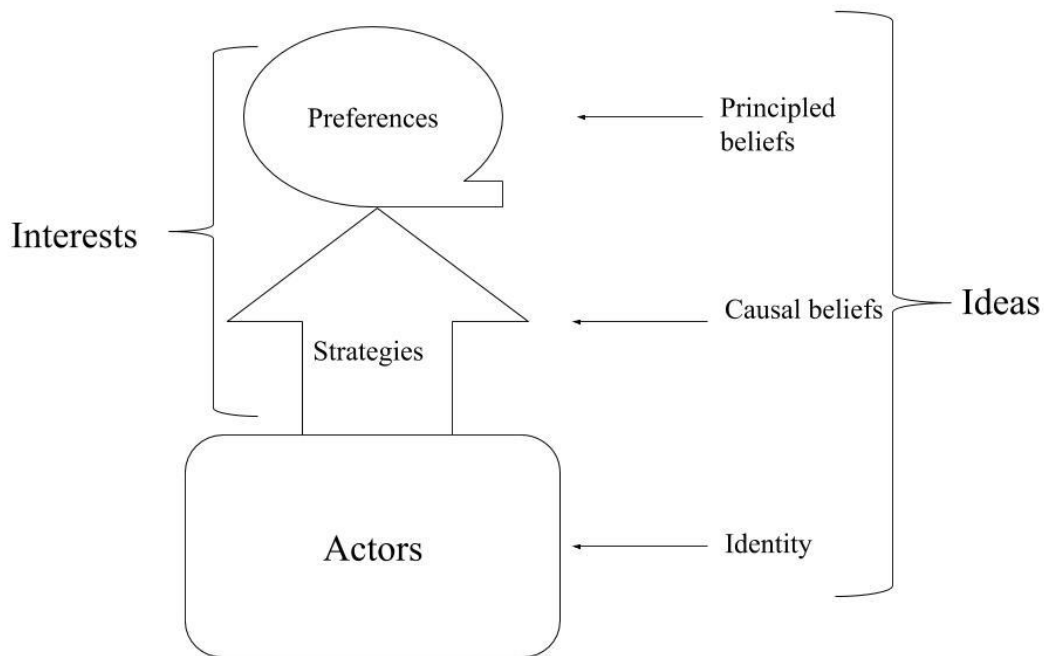 Preferences
Principled
beliefs
Interests
Causal beliefs
Ideas
Strategies
Actors
Identity